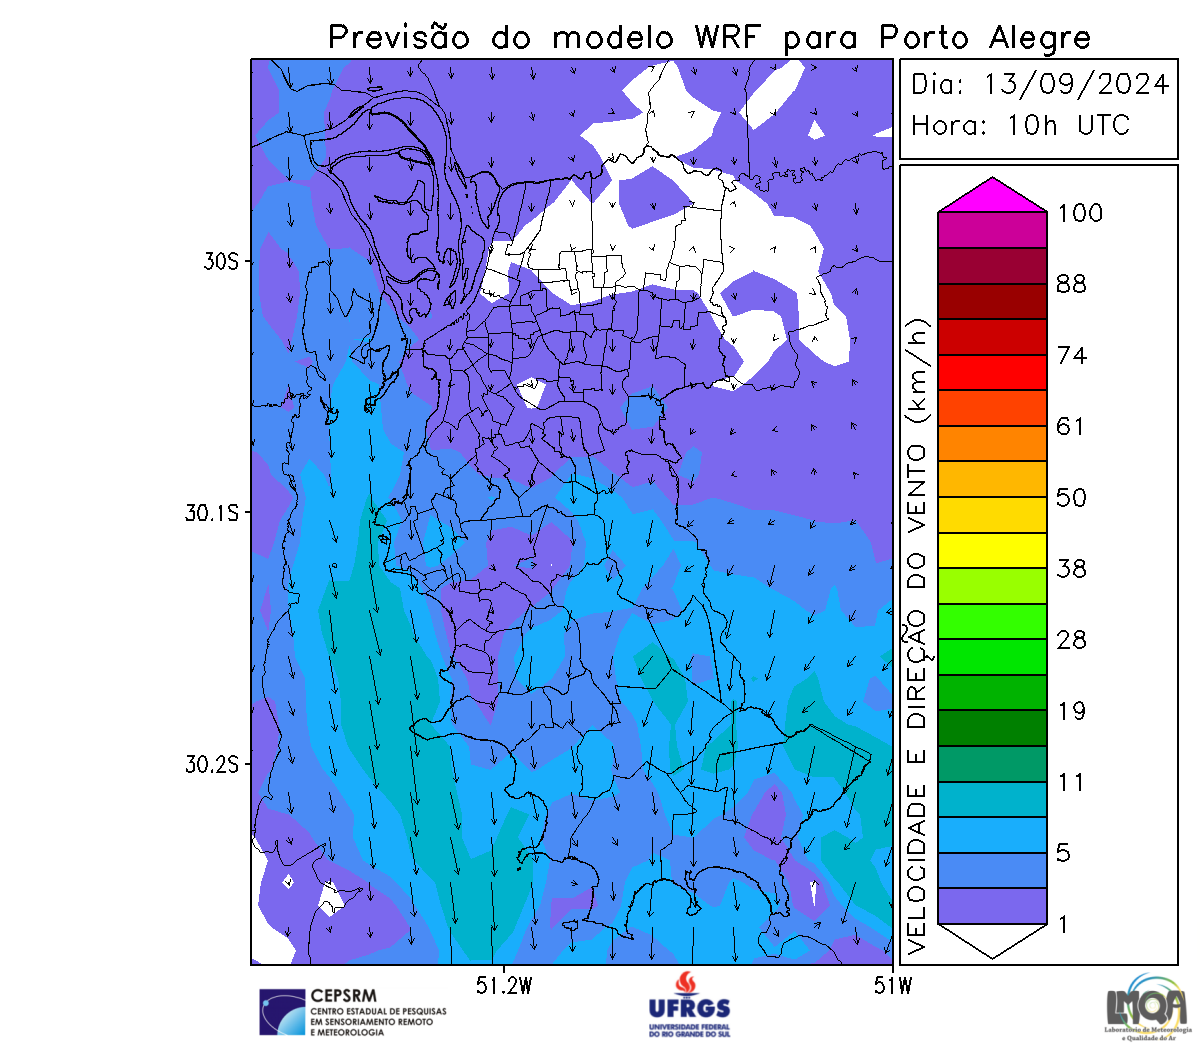 Previsão do modelo WRF para Porto Alegre
Dia: 13/09/2024
Hora: 10h UTC
30S
30.1S
30.2S
51.2W
51W
VELOCIDADE E DIREÇÃO DO VENTO (km/h)
100
88
74
61
50
38
28
19
11
5
1
CEPSRM
CENTRO ESTADUAL DE PESQUISAS
EM SENSORIAMENTO REMOTO
E METEOROLOGIA
UFRGS
UNIVERSIDADE FEDERAL
DO RIO GRANDE DO SUL
LMQA
Laboratório de Meteorologia
e Qualidade do Ar